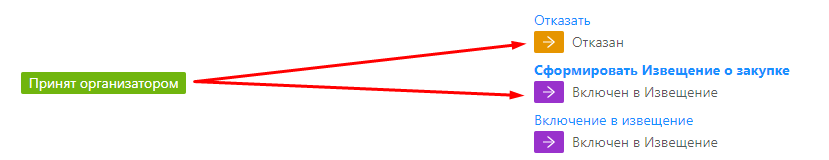 Отказать
Отказан
Принят организатором
Сформировать Извещение о закупке
Включен в Извещение
Включение в извещение
Включен в Извещение